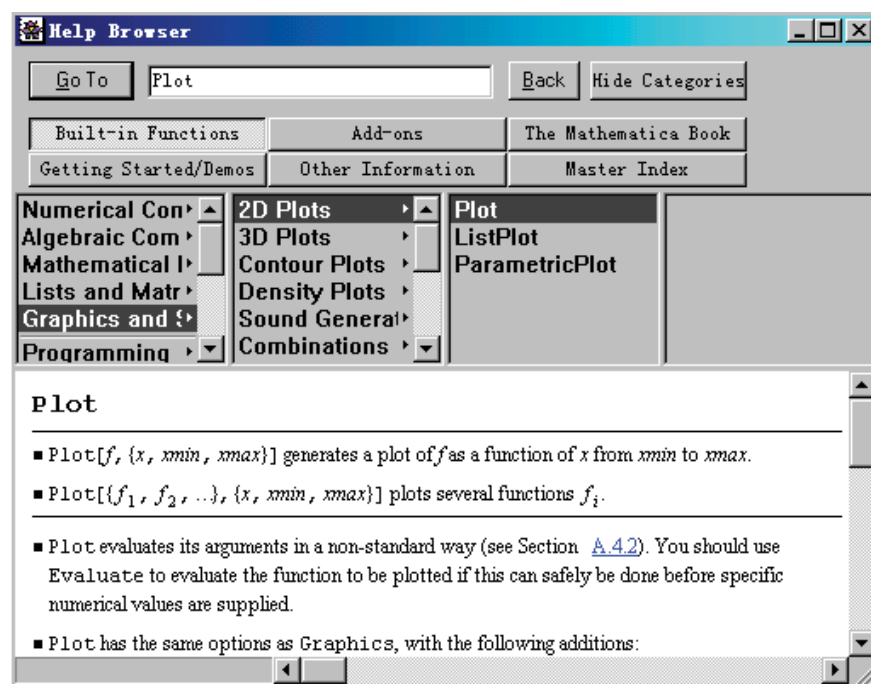 Help Browser
Go To Plot Back Hide Categories
Built-in Functions Add-ons The Mathematica Book
Getting Started/Demos Other Information Master Index
Numerical Com 2D Plots Plot
Algebraic Com 3D Plots ListPlot
Mathematical Contour Plots ParametricPlot
Lists and Matr Density Plots
Graphics and Sound Generat
Programming Combinations
Plot
■ Plot[f, {x, xmin, xmax}] generates a plot of f as a function of x from xmin to xmax.
■ Plot[{f₁, f₂, ..}, {x, xmin, xmax}] plots several functions fᵢ.
■ Plot evaluates its arguments in a non-standard way (see Section A.4.2). You should use
Evaluate to evaluate the function to be plotted if this can safely be done before specific
numerical values are supplied.
■ Plot has the same options as Graphics, with the following additions: